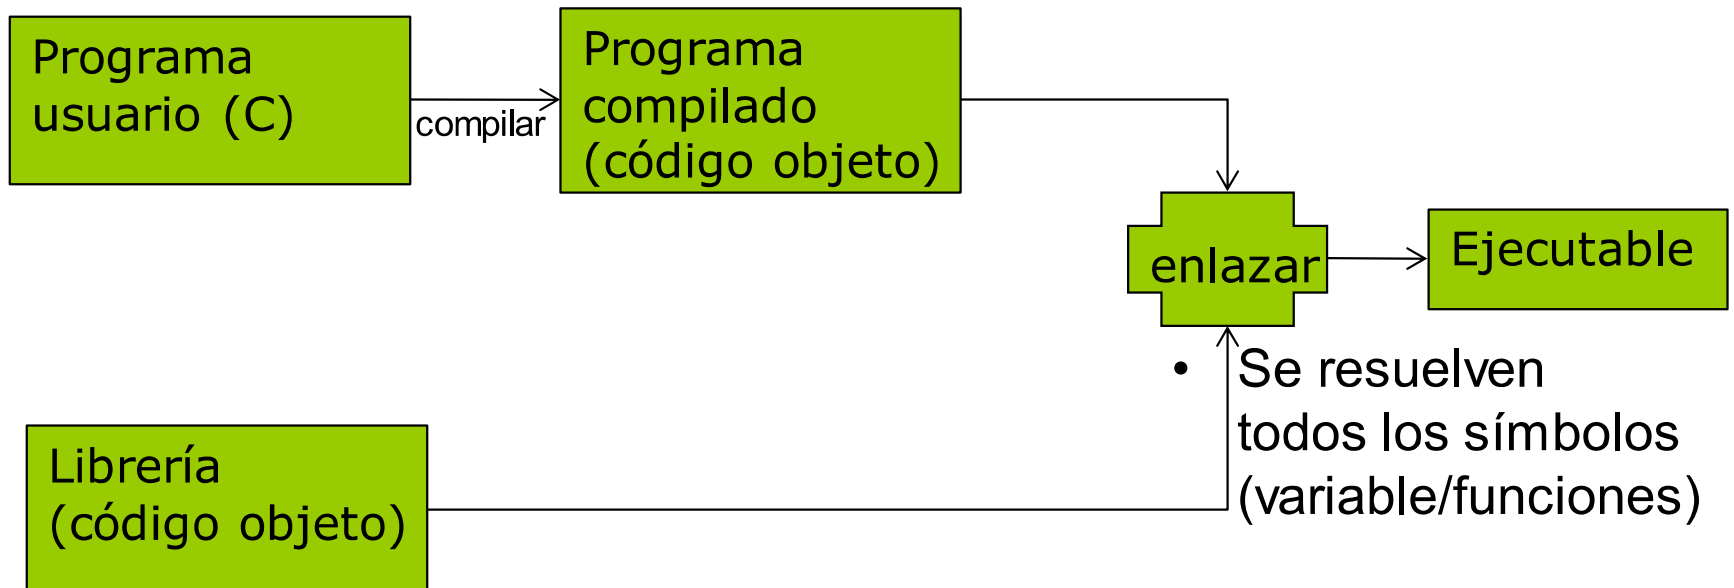 Programa
usuario (C)
compilar
Programa
compilado
(código objeto)
enlazar
Ejecutable
• Se resuelven
todos los símbolos
(variable/funciones)
Librería
(código objeto)